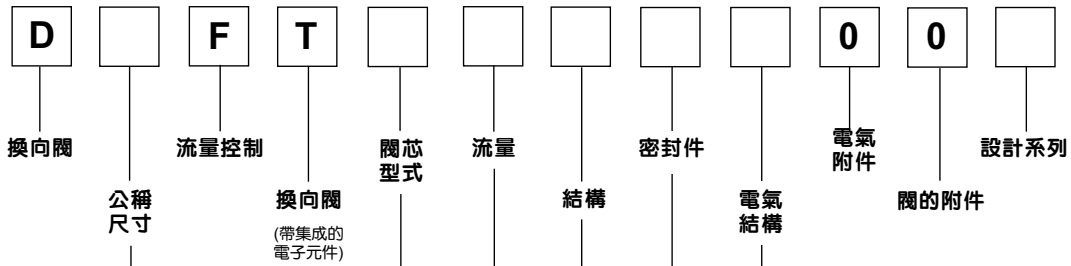 D F T 0 0
換向閥
流量控制
閥芯
型式
流量
密封件
電氣
附件
設計系列
公稱
尺寸
換向閥
(帶集成的
電子元件)
結構
電氣
結構
閥的附件